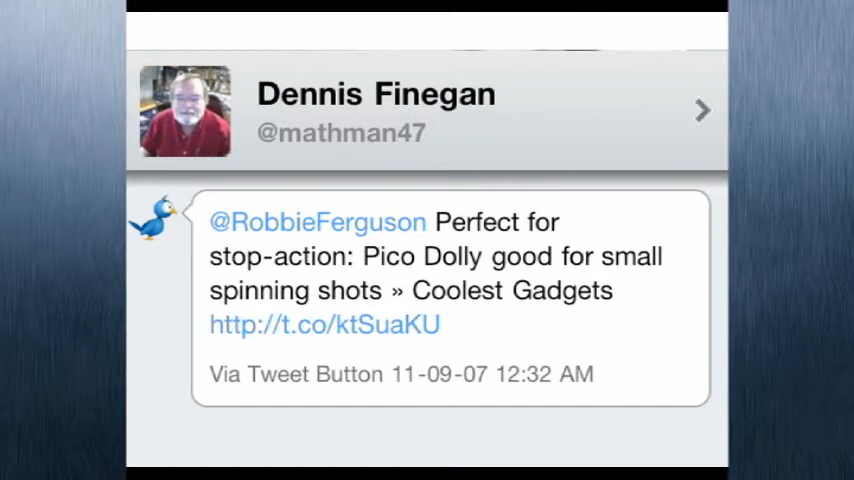 Dennis Finegan
@mathman47
@RobbieFerguson Perfect for
stop-action: Pico Dolly good for small
spinning shots » Coolest Gadgets
http://t.co/ktSuaKU
Via Tweet Button 11-09-07 12:32 AM